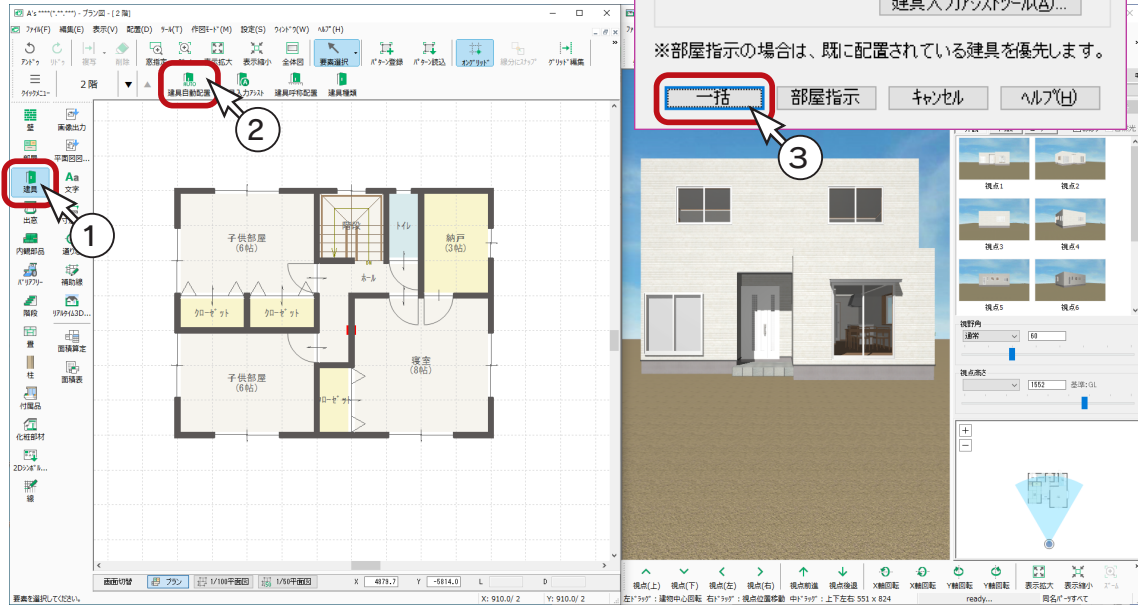 A's ****(*.**.***) - プラン図 - [2 階]
ファイル(F) 編集(E) 表示(V) 配置(D) ツール(T) 作図モード(M) 設定(S) ウィンドウ(W) ヘルプ(H)
アンドゥ リドゥ 複写 削除 窓指定 表示拡大 表示縮小 全体図 要素選択 パターン登録 パターン読込 オングリッド 線分にスナップ グリッド編集
クイックメニュー 2 階 建具自動配置 建具呼称配置 建具種類
AUTO
②
壁 画像出力
平面図図...
建具 文字
Aa
①
出窓
内観部品
バリアフリー 補助線
階段 リアルタイム3D...
畳 面積算定
柱 面積表
付属品
化粧部材
2Dシンボル...
線
子供部屋
(6帖)
階段
トイレ
納戸
(3帖)
ホール
クローゼット クローゼット
子供部屋
(6帖)
寝室
(8帖)
画面切替 プラン 1/100平面図 1/50平面図 X 4879.7 Y -5814.0 L D
要素を選択してください。 X: 910.0/ 2 Y: 910.0/ 2
建具入力アシストツール(A)...
※部屋指示の場合は、既に配置されている建具を優先します。
一括 部屋指示 キャンセル ヘルプ(H)
③
視点1 視点2
視点3 視点4
視点5 視点6
視野角
通常 60
視点高さ
1552 基準:GL
視点(上) 視点(下) 視点(左) 視点(右) 視点前進 視点後退 X軸回転 X軸回転 Y軸回転 Y軸回転 表示拡大 表示縮小 ズーム
左ドラッグ：建物中心回転 右ドラッグ：視点位置移動 中ドラッグ：上下左右 551 x 824 ready... 同名パーツすべて